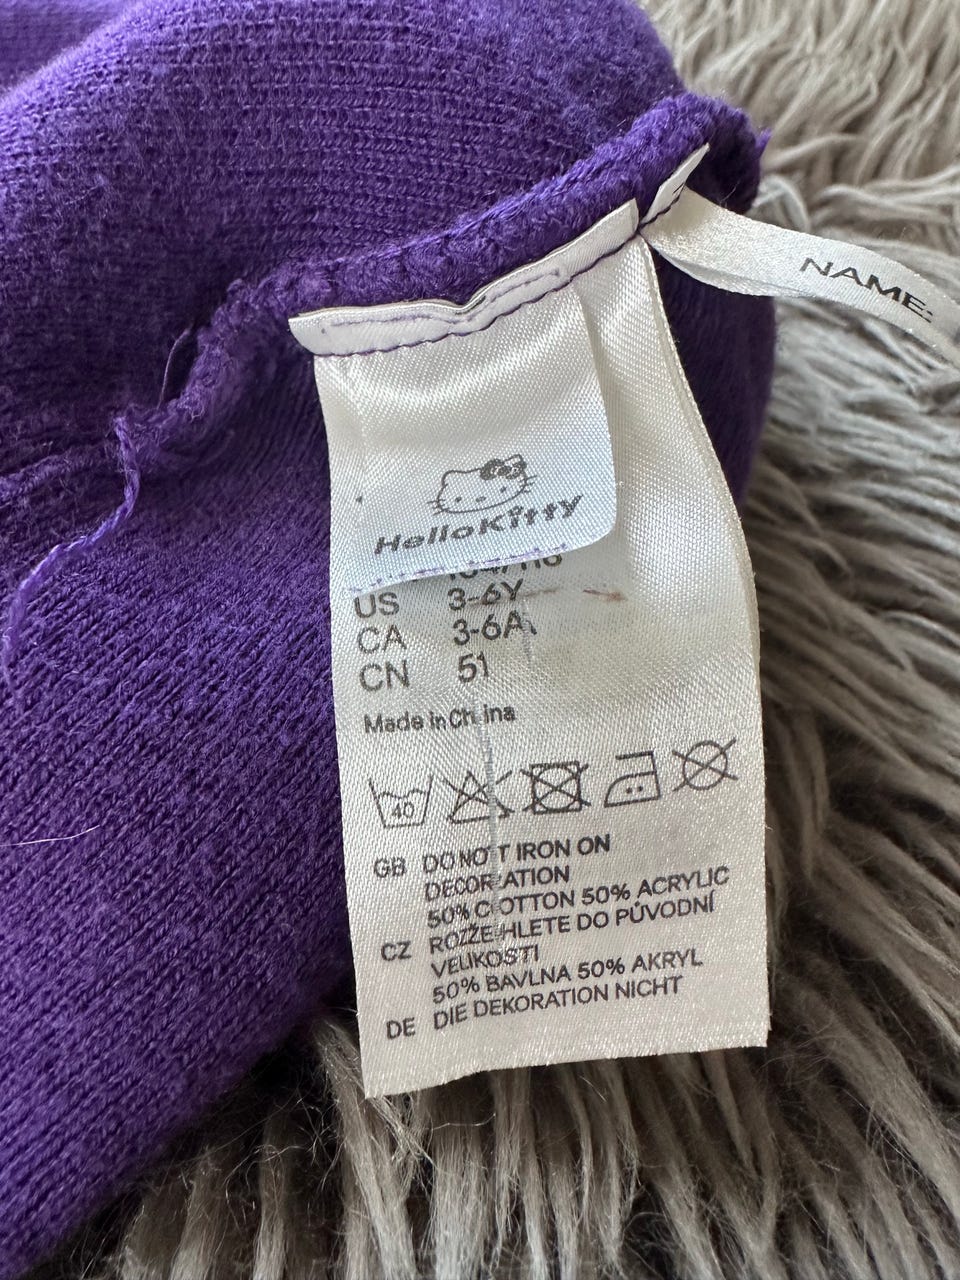 NAME:
HelloKitty
US 3-6Y
CA 3-6A
CN 51
Made in China
40
GB DO NOT IRON ON
DECORATION
50% COTTON 50% ACRYLIC
CZ ROZŽEHLETE DO PŮVODNÍ
VELIKOSTI
50% BAVLNA 50% AKRYL
DE DIE DEKORATION NICHT